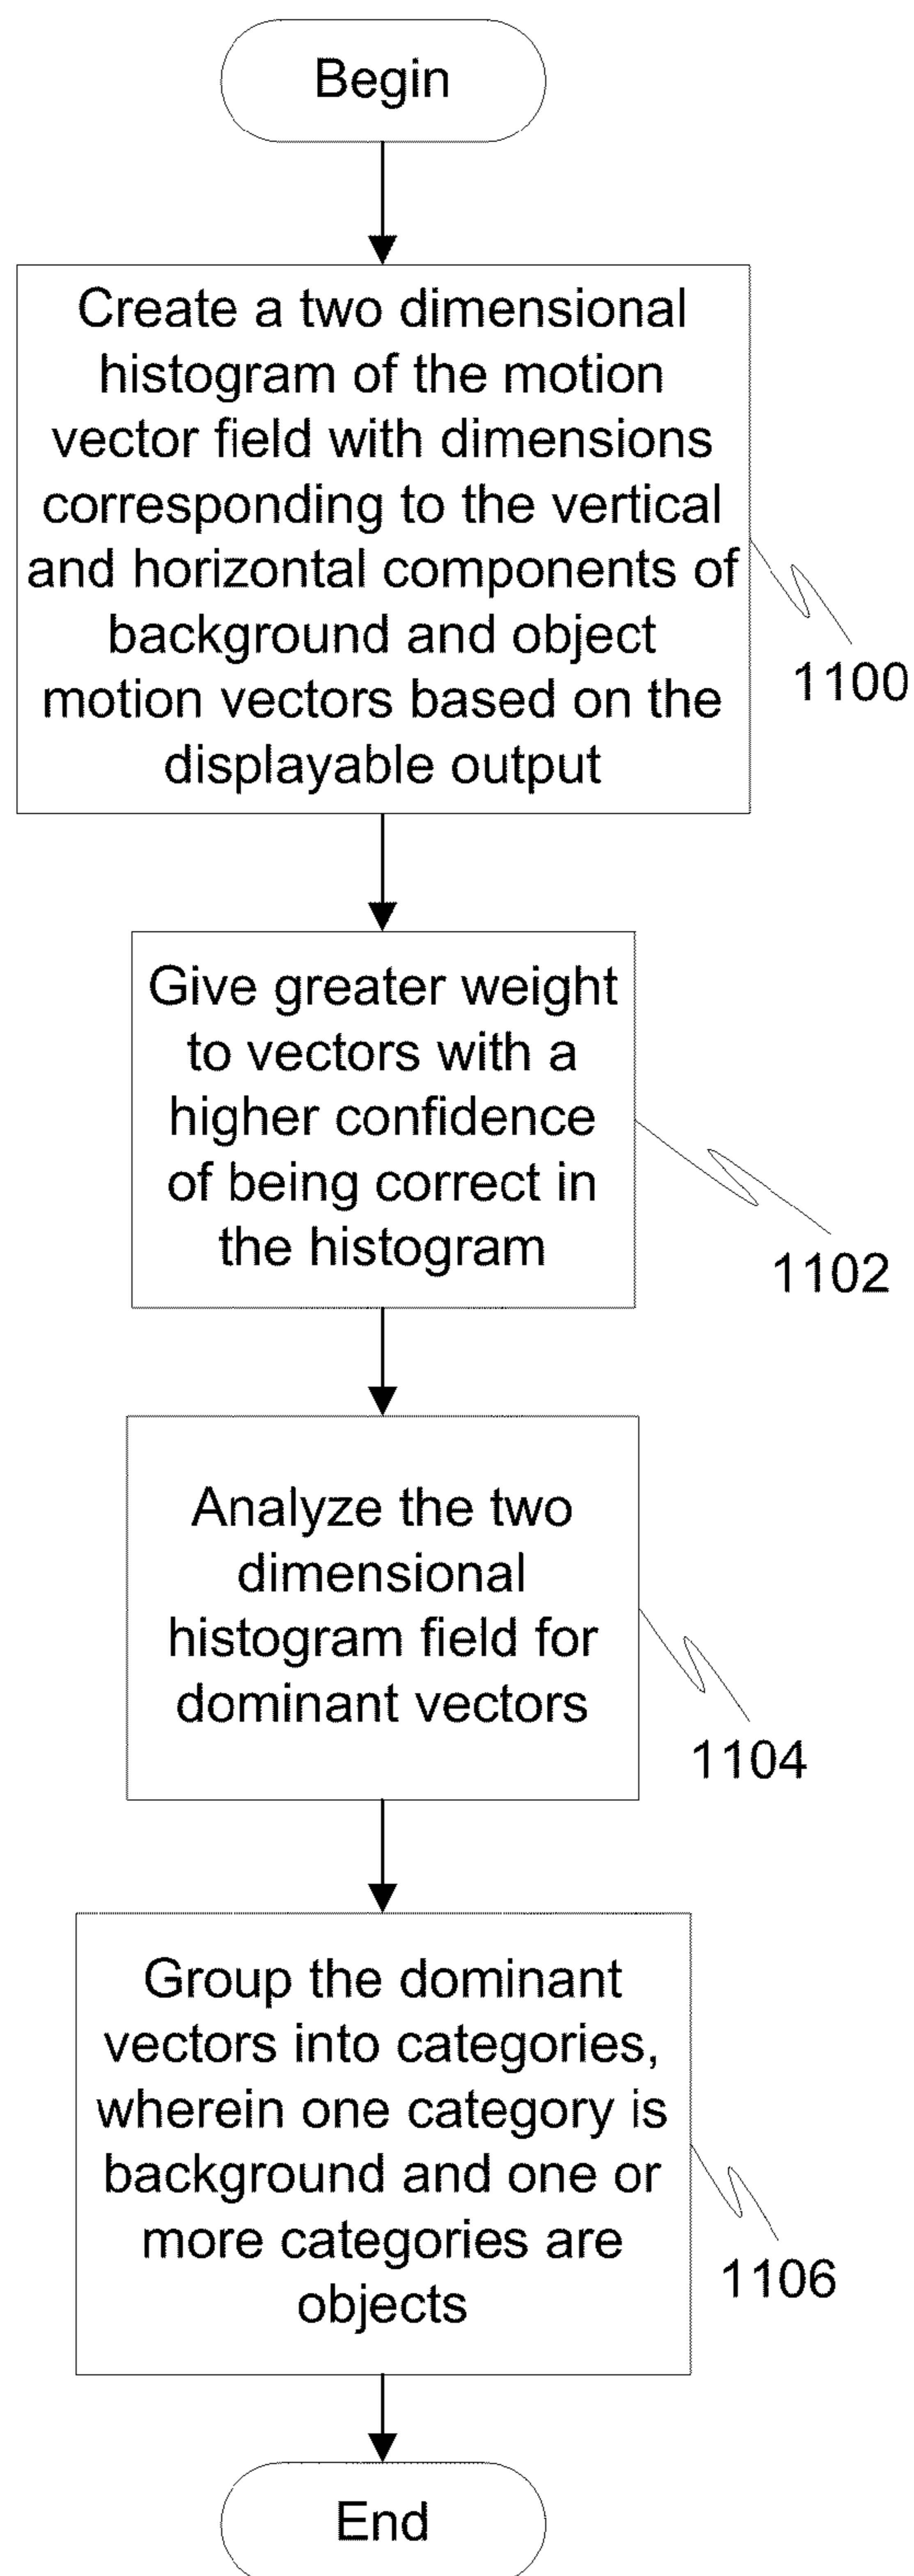 Begin
Create a two dimensional
histogram of the motion
vector field with dimensions
corresponding to the vertical
and horizontal components of
background and object
motion vectors based on the
displayable output
1100
Give greater weight
to vectors with a
higher confidence
of being correct in
the histogram
1102
Analyze the two
dimensional
histogram field for
dominant vectors
1104
Group the dominant
vectors into categories,
wherein one category is
background and one or
more categories are
objects
1106
End